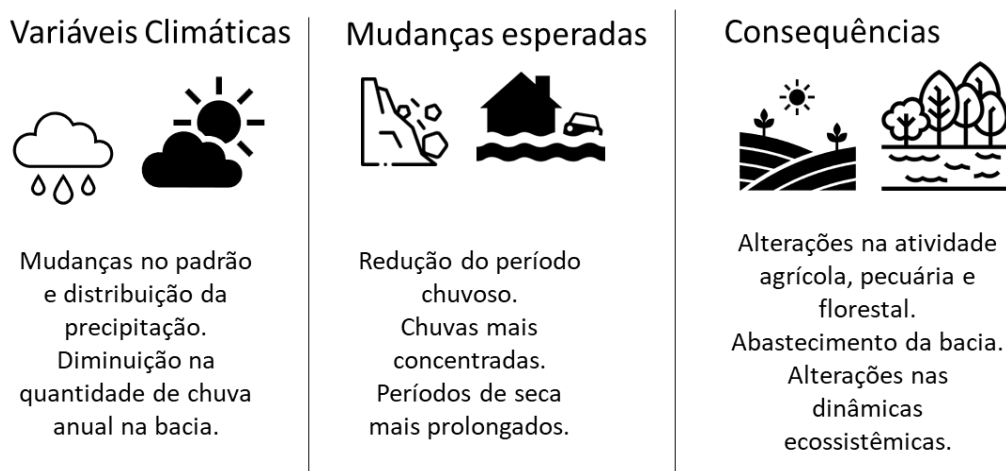 Variáveis Climáticas
Mudanças no padrão
e distribuição da
precipitação.
Diminuição na
quantidade de chuva
anual na bacia.
Mudanças esperadas
Redução do período
chuvoso.
Chuvas mais
concentradas.
Períodos de seca
mais prolongados.
Consequências
Alterações na atividade
agrícola, pecuária e
florestal.
Abastecimento da bacia.
Alterações nas
dinâmicas
ecossistêmicas.